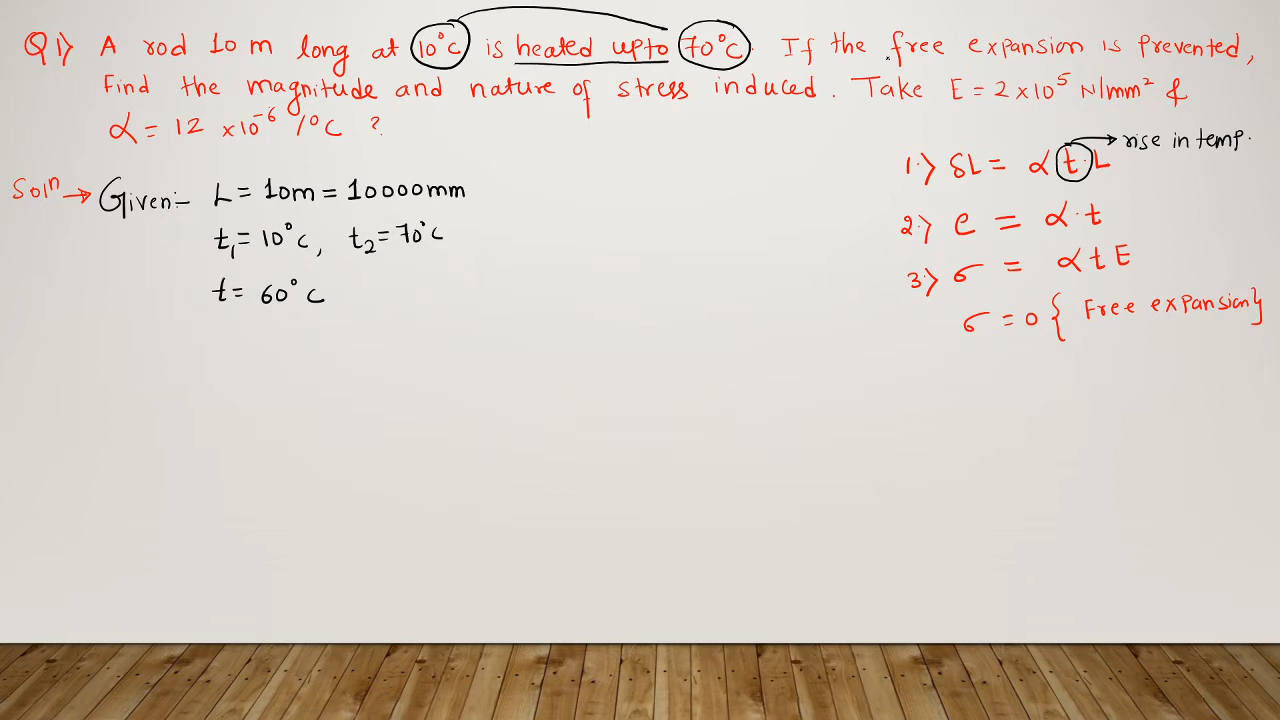 Q1) A rod 10 m long at 10°C is heated upto 70°C. If the free expansion is prevented,
Find the magnitude and nature of stress induced. Take E = 2 x 10⁵ N/mm² &
α = 12 x10⁻⁶ /°C ?
Solⁿ → Given:- L = 10m = 10000mm
t₁= 10°C, t₂= 70°C
t= 60°C
1.) δL = α t. L → rise in temp.
2.) e = α. t
3.) σ = α t E
σ = 0 { Free expansion}